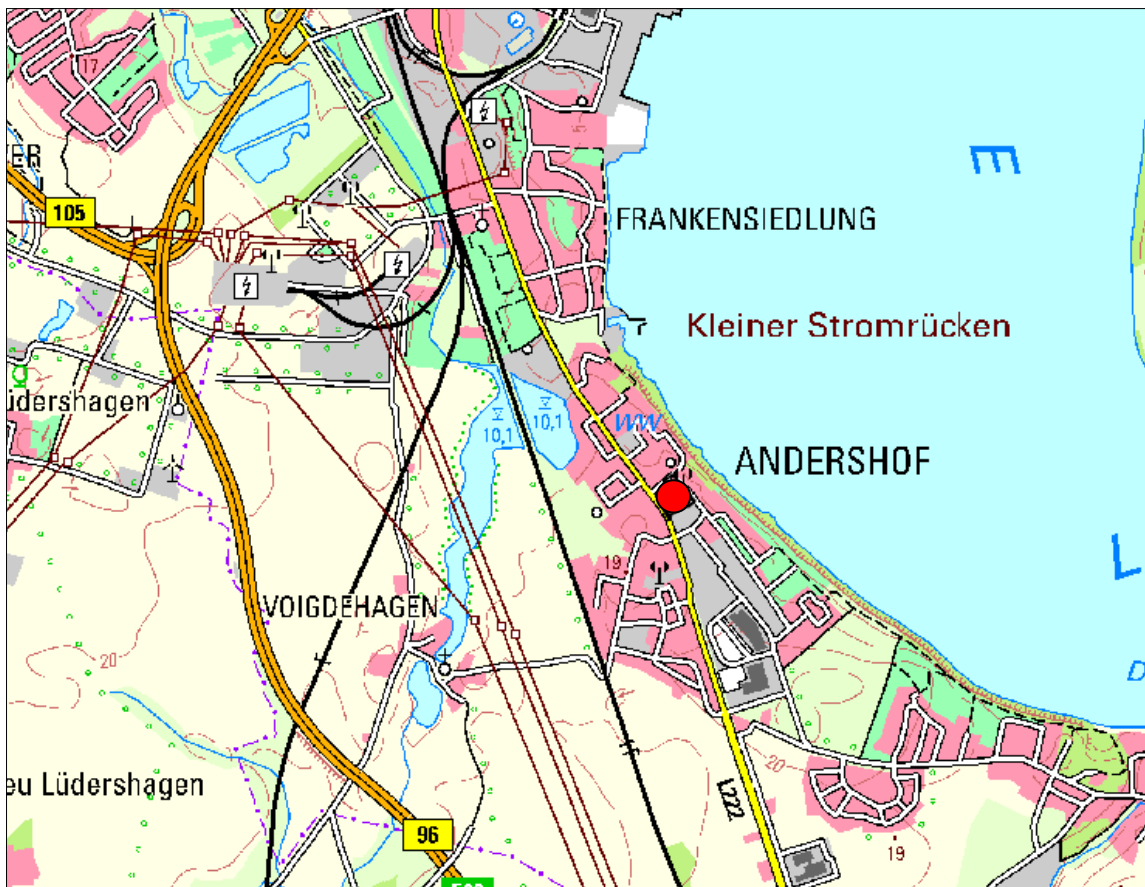 17
TER
E
105
FRANKENSIEDLUNG
Kleiner Stromrücken
üdershagen
10,1
10,1
WW
ANDERSHOF
19
L
VOIGDEHAGEN
20
D
20
eu Lüdershagen
L222
96
19